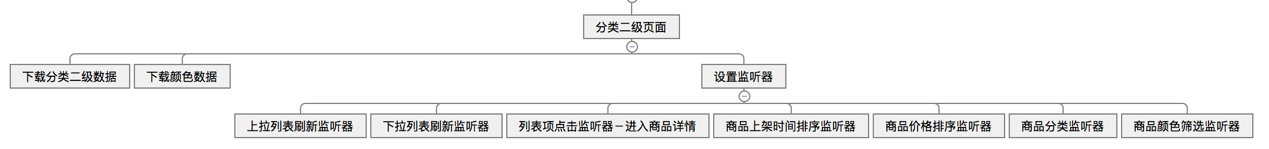 分类二级页面
下载分类二级数据
下载颜色数据
设置监听器
上拉列表刷新监听器
下拉列表刷新监听器
列表项点击监听器－进入商品详情
商品上架时间排序监听器
商品价格排序监听器
商品分类监听器
商品颜色筛选监听器